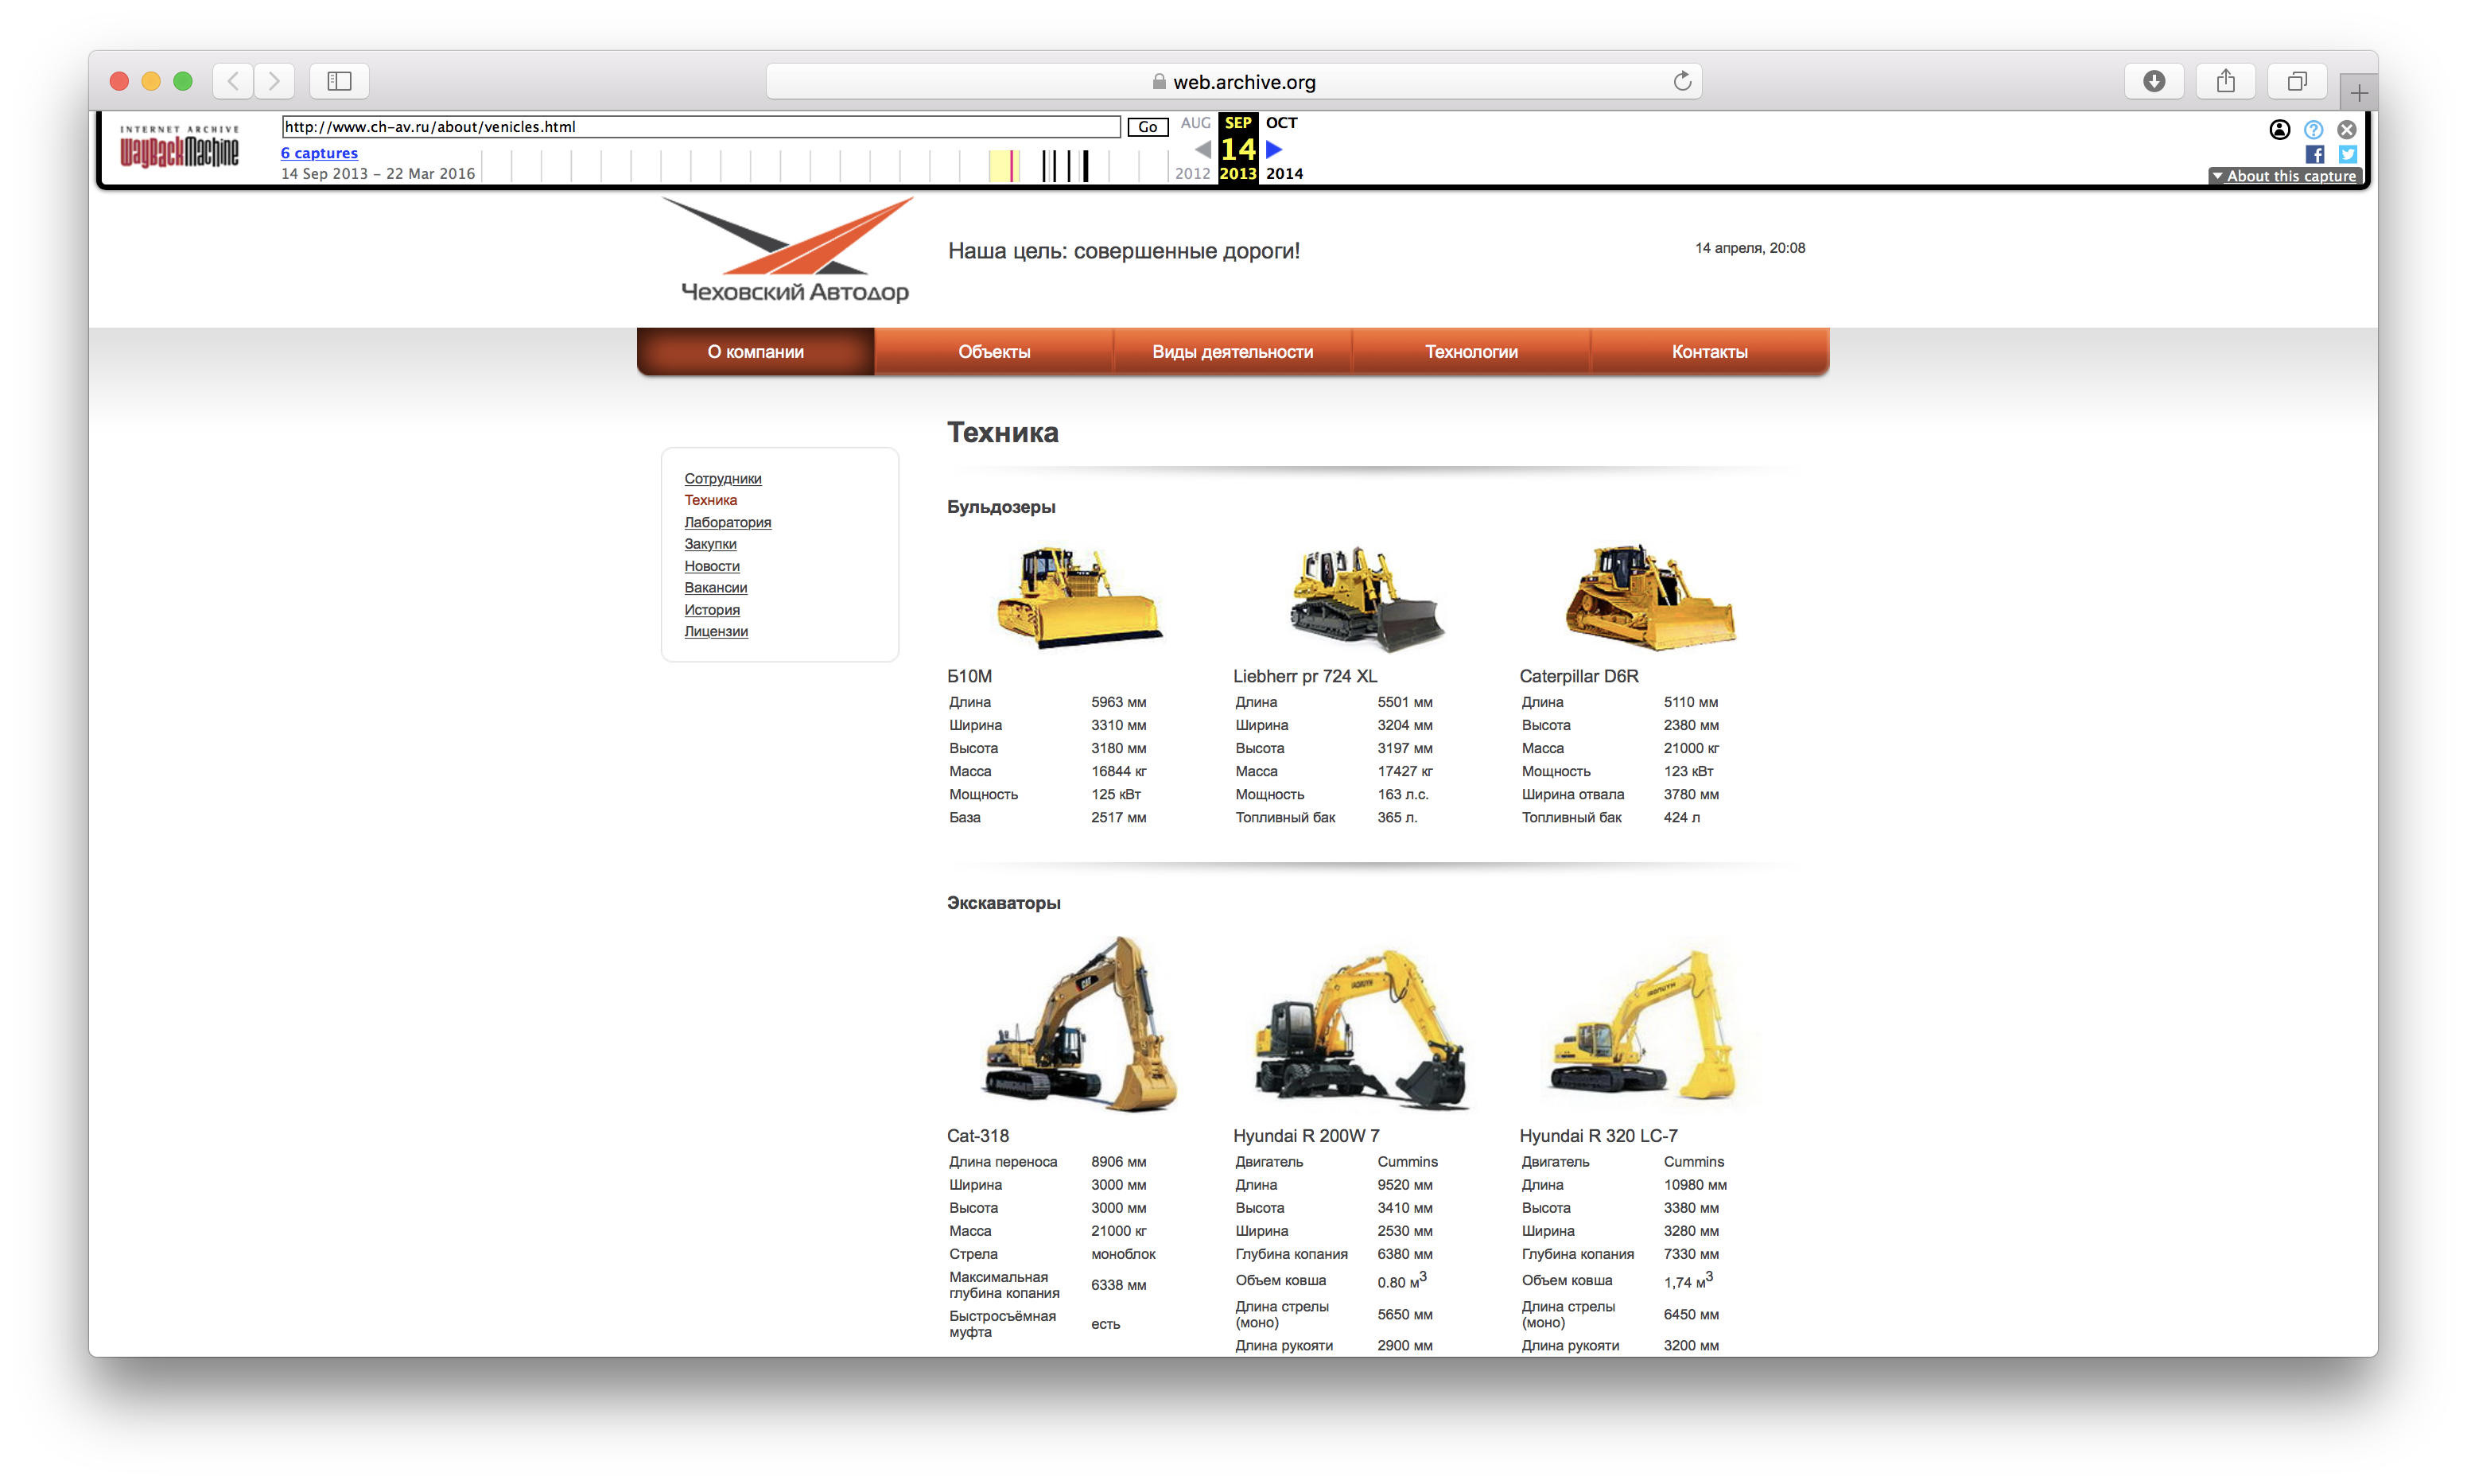 web.archive.org
INTERNET ARCHIVE
WayBackMachine
http://www.ch-av.ru/about/venicles.html
Go
6 captures
14 Sep 2013 – 22 Mar 2016
AUG SEP OCT
14
2012 2013 2014
About this capture
Чеховский Автодор
Наша цель: совершенные дороги!
14 апреля, 20:08
О компании Объекты Виды деятельности Технологии Контакты
Сотрудники
Техника
Лаборатория
Закупки
Новости
Вакансии
История
Лицензии
Техника
Бульдозеры
Б10М
Длина 5963 мм
Ширина 3310 мм
Высота 3180 мм
Масса 16844 кг
Мощность 125 кВт
База 2517 мм
Liebherr pr 724 XL
Длина 5501 мм
Ширина 3204 мм
Высота 3197 мм
Масса 17427 кг
Мощность 163 л.с.
Топливный бак 365 л.
Caterpillar D6R
Длина 5110 мм
Высота 2380 мм
Масса 21000 кг
Мощность 123 кВт
Ширина отвала 3780 мм
Топливный бак 424 л
Экскаваторы
CAT
HYUNDAI
HYUNDAI
Cat-318
Длина переноса 8906 мм
Ширина 3000 мм
Высота 3000 мм
Масса 21000 кг
Стрела моноблок
Максимальная
глубина копания 6338 мм
Быстросъёмная
муфта есть
Hyundai R 200W 7
Двигатель Cummins
Длина 9520 мм
Высота 3410 мм
Ширина 2530 мм
Глубина копания 6380 мм
Объем ковша 0.80 м³
Длина стрелы
(моно) 5650 мм
Длина рукояти 2900 мм
Hyundai R 320 LC-7
Двигатель Cummins
Длина 10980 мм
Высота 3380 мм
Ширина 3280 мм
Глубина копания 7330 мм
Объем ковша 1,74 м³
Длина стрелы
(моно) 6450 мм
Длина рукояти 3200 мм